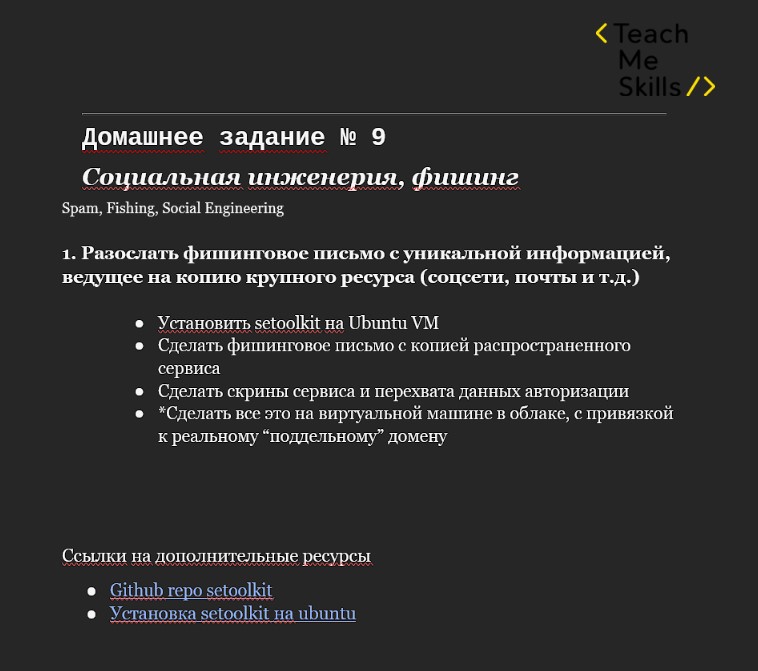 <Teach
Me
Skills/>
Домашнее задание № 9
Социальная инженерия, фишинг
Spam, Fishing, Social Engineering
1. Разослать фишинговое письмо с уникальной информацией,
ведущее на копию крупного ресурса (соцсети, почты и т.д.)
● Установить setoolkit на Ubuntu VM
● Сделать фишинговое письмо с копией распространенного
сервиса
● Сделать скрины сервиса и перехвата данных авторизации
● *Сделать все это на виртуальной машине в облаке, с привязкой
к реальному “поддельному” домену
Ссылки на дополнительные ресурсы
● Github repo setoolkit
● Установка setoolkit на ubuntu